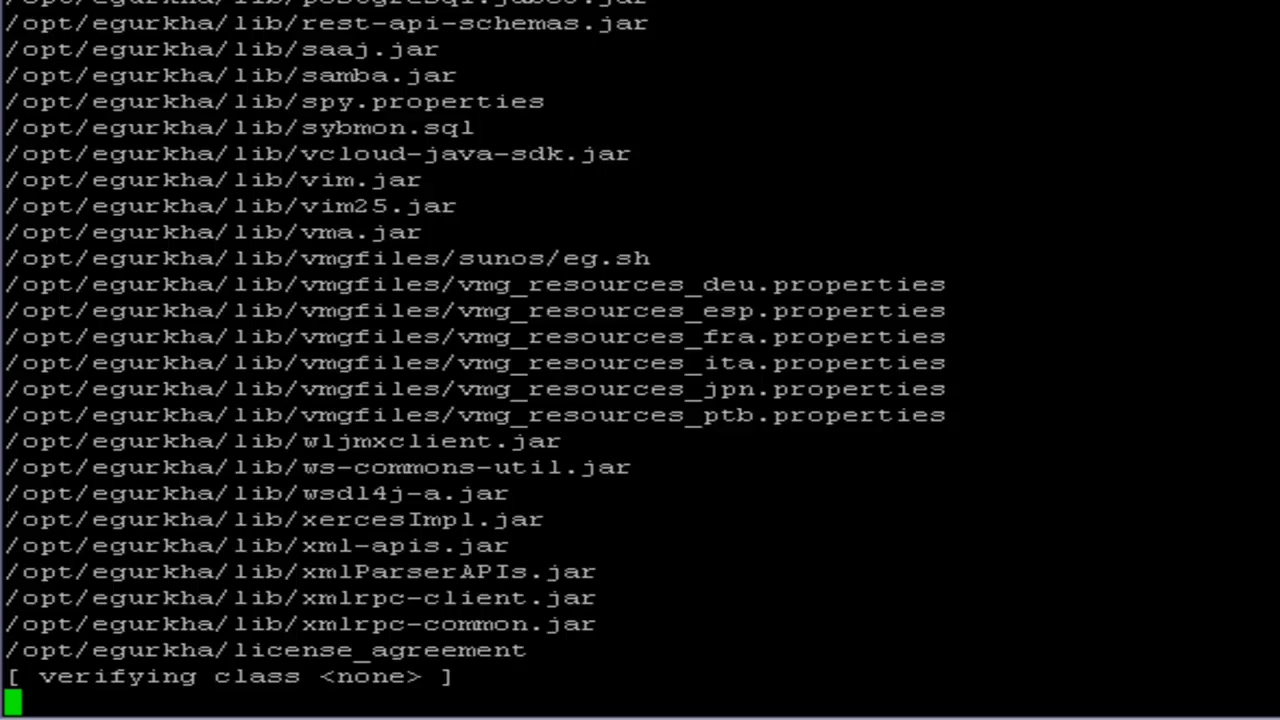 /opt/egurkha/lib/postgresql.jdbc3.jar
/opt/egurkha/lib/rest-api-schemas.jar
/opt/egurkha/lib/saaj.jar
/opt/egurkha/lib/samba.jar
/opt/egurkha/lib/spy.properties
/opt/egurkha/lib/sybmon.sql
/opt/egurkha/lib/vcloud-java-sdk.jar
/opt/egurkha/lib/vim.jar
/opt/egurkha/lib/vim25.jar
/opt/egurkha/lib/vma.jar
/opt/egurkha/lib/vmgfiles/sunos/eg.sh
/opt/egurkha/lib/vmgfiles/vmg_resources_deu.properties
/opt/egurkha/lib/vmgfiles/vmg_resources_esp.properties
/opt/egurkha/lib/vmgfiles/vmg_resources_fra.properties
/opt/egurkha/lib/vmgfiles/vmg_resources_ita.properties
/opt/egurkha/lib/vmgfiles/vmg_resources_jpn.properties
/opt/egurkha/lib/vmgfiles/vmg_resources_ptb.properties
/opt/egurkha/lib/wljmxclient.jar
/opt/egurkha/lib/ws-commons-util.jar
/opt/egurkha/lib/wsdl4j-a.jar
/opt/egurkha/lib/xercesImpl.jar
/opt/egurkha/lib/xml-apis.jar
/opt/egurkha/lib/xmlParserAPIs.jar
/opt/egurkha/lib/xmlrpc-client.jar
/opt/egurkha/lib/xmlrpc-common.jar
/opt/egurkha/license_agreement
[ verifying class <none> ]